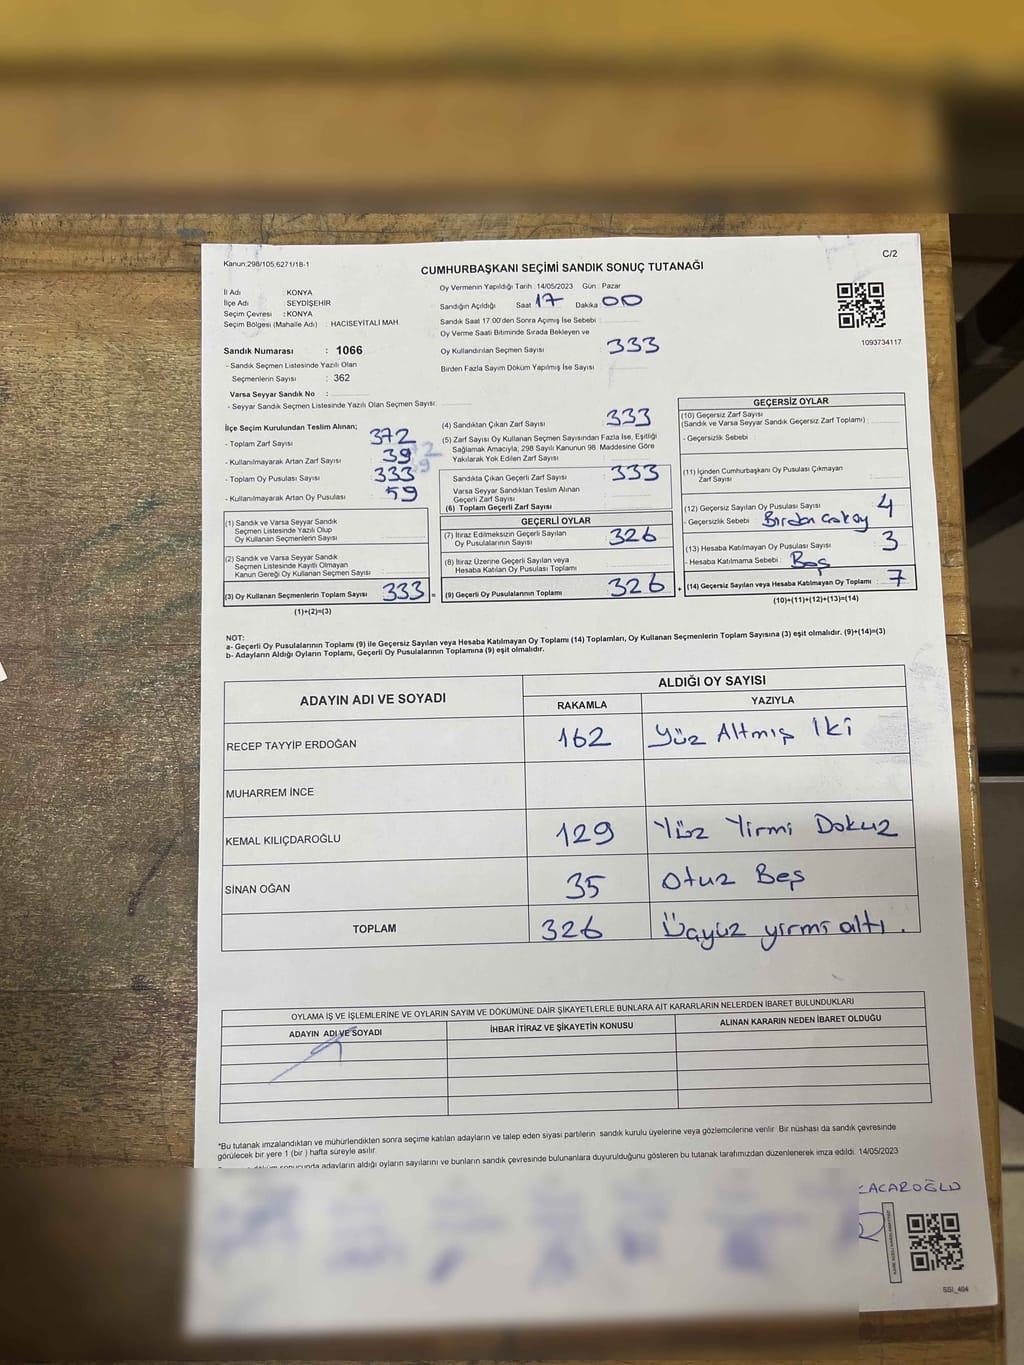 Kanun;298/105,6271/18-1
C/2
CUMHURBAŞKANI SEÇİMİ SANDIK SONUÇ TUTANAĞI
İl Adı : KONYA
İlçe Adı : SEYDİŞEHİR
Seçim Çevresi : KONYA
Seçim Bölgesi (Mahalle Adı) : HACISEYİTALİ MAH.
Oy Vermenin Yapıldığı Tarih : 14/05/2023 Gün : Pazar
Sandığın Açıldığı Saat 17 Dakika 00
Sandık Saat 17:00'den Sonra Açımış İse Sebebi :
Oy Verme Saati Bitiminde Sırada Bekleyen ve
Oy Kullandırılan Seçmen Sayısı 333
Birden Fazla Sayım Döküm Yapılmış İse Sayısı
1093734117
Sandık Numarası : 1066
- Sandık Seçmen Listesinde Yazılı Olan
Seçmenlerin Sayısı : 362
Varsa Seyyar Sandık No :
- Seyyar Sandık Seçmen Listesinde Yazılı Olan Seçmen Sayısı:
İlçe Seçim Kurulundan Teslim Alınan;
- Toplam Zarf Sayısı 372
- Kullanılmayarak Artan Zarf Sayısı 39
- Toplam Oy Pusulası Sayısı 333
- Kullanılmayarak Artan Oy Pusulası 59
(1) Sandık ve Varsa Seyyar Sandık
Seçmen Listesinde Yazılı Olup
Oy Kullanan Seçmenlerin Sayısı
(2) Sandık ve Varsa Seyyar Sandık
Seçmen Listesinde Kayıtlı Olmayan
Kanun Gereği Oy Kullanan Seçmen Sayısı
(3) Oy Kullanan Seçmenlerin Toplam Sayısı 333 =
(1)+(2)=(3)
(4) Sandıktan Çıkan Zarf Sayısı 333
(5) Zarf Sayısı Oy Kullanan Seçmen Sayısından Fazla İse, Eşitliği
Sağlamak Amacıyla; 298 Sayılı Kanunun 98. Maddesine Göre
Yakılarak Yok Edilen Zarf Sayısı
Sandıkta Çıkan Geçerli Zarf Sayısı 333
Varsa Seyyar Sandıktan Teslim Alınan
Geçerli Zarf Sayısı
(6) Toplam Geçerli Zarf Sayısı
GEÇERLİ OYLAR
(7) İtiraz Edilmeksizin Geçerli Sayılan
Oy Pusulalarının Sayısı 326
(8) İtiraz Üzerine Geçerli Sayılan veya
Hesaba Katılan Oy Pusulası Toplamı
(9) Geçerli Oy Pusulalarının Toplamı 326 +
GEÇERSİZ OYLAR
(10) Geçersiz Zarf Sayısı
(Sandık ve Varsa Seyyar Sandık Geçersiz Zarf Toplamı)
- Geçersizlik Sebebi
(11) İçinden Cumhurbaşkanı Oy Pusulası Çıkmayan
Zarf Sayısı
(12) Geçersiz Sayılan Oy Pusulası Sayısı 4
- Geçersizlik Sebebi Birden çok oy
(13) Hesaba Katılmayan Oy Pusulası Sayısı 3
- Hesaba Katılmama Sebebi : Boş
(14) Geçersiz Sayılan veya Hesaba Katılmayan Oy Toplamı : 7
(10)+(11)+(12)+(13)=(14)
NOT:
a- Geçerli Oy Pusulalarının Toplamı (9) ile Geçersiz Sayılan veya Hesaba Katılmayan Oy Toplamı (14) Toplamları, Oy Kullanan Seçmenlerin Toplam Sayısına (3) eşit olmalıdır. (9)+(14)=(3)
b- Adayların Aldığı Oyların Toplamı, Geçerli Oy Pusulalarının Toplamına (9) eşit olmalıdır.
ADAYIN ADI VE SOYADI ALDIĞI OY SAYISI
RAKAMLA YAZIYLA
RECEP TAYYİP ERDOĞAN 162 Yüz Altmış İki
MUHARREM İNCE
KEMAL KILIÇDAROĞLU 129 Yüz Yirmi Dokuz
SİNAN OĞAN 35 Otuz Beş
TOPLAM 326 Üçyüz yirmi altı.
OYLAMA İŞ VE İŞLEMLERİNE VE OYLARIN SAYIM VE DÖKÜMÜNE DAİR ŞİKAYETLERLE BUNLARA AİT KARARLARIN NELERDEN İBARET BULUNDUKLARI
ADAYIN ADI VE SOYADI İHBAR İTİRAZ VE ŞİKAYETİN KONUSU ALINAN KARARIN NEDEN İBARET OLDUĞU
*Bu tutanak imzalandıktan ve mühürlendikten sonra seçime katılan adayların ve talep eden siyasi partilerin sandık kurulu üyelerine veya gözlemcilerine verilir. Bir nüshası da sandık çevresinde
görülecek bir yere 1 (bir ) hafta süreyle asılır.
adayların aldığı oyların sayılarını ve bunların sandık çevresinde bulunanlara duyurulduğunu gösteren bu tutanak tarafımızdan düzenlenerek imza edildi. 14/05/2023
ACAROĞLU
SSİ_404